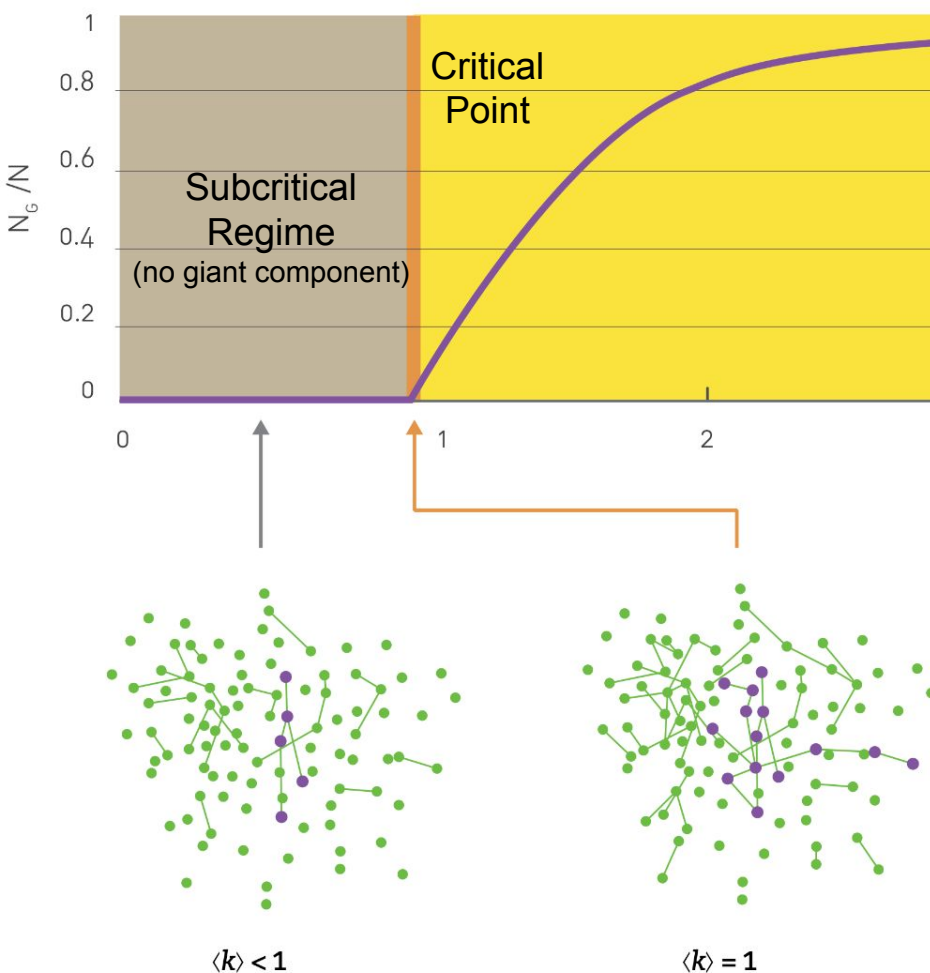 1
0.8
0.6
0.4
0.2
0
N_G /N
Critical
Point
Subcritical
Regime
(no giant component)
0
1
2
⟨k⟩ < 1
⟨k⟩ = 1